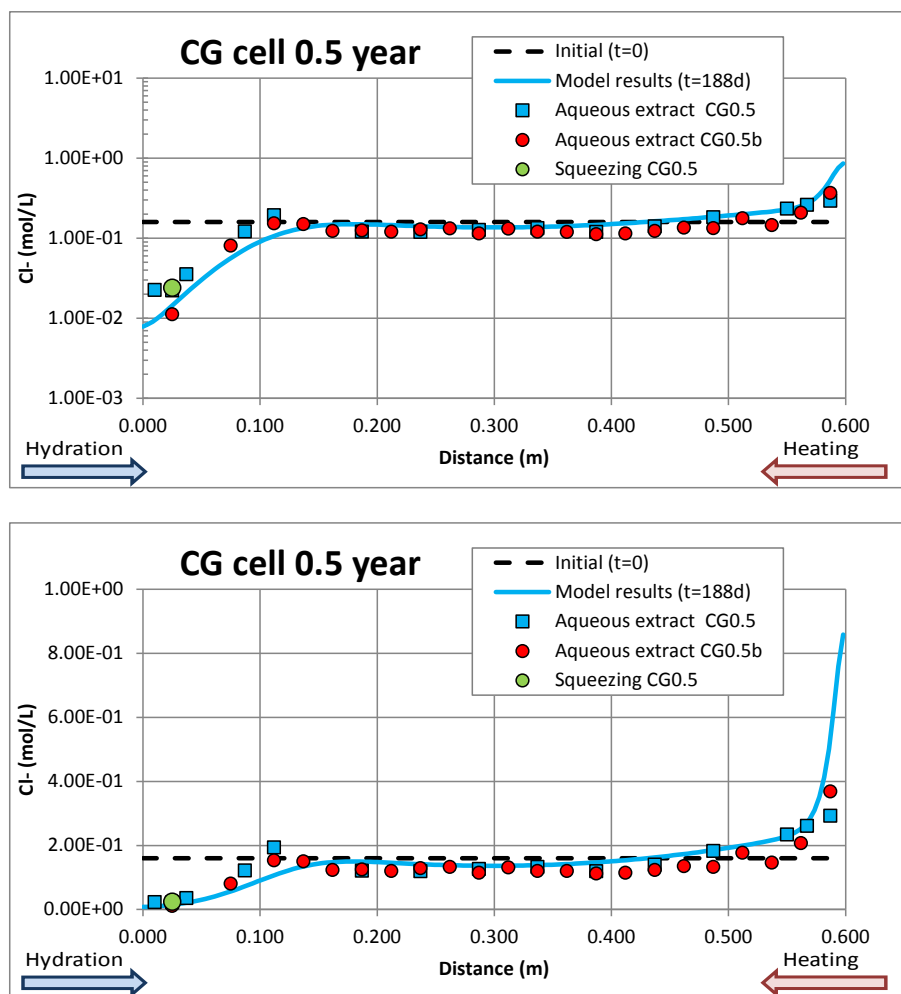 CG cell 0.5 year
Initial (t=0)
Model results (t=188d)
Aqueous extract CG0.5
Aqueous extract CG0.5b
Squeezing CG0.5
1.00E+01
1.00E+00
1.00E-01
1.00E-02
1.00E-03
Cl- (mol/L)
0.000 0.100 0.200 0.300 0.400 0.500 0.600
Hydration
Distance (m)
Heating
CG cell 0.5 year
Initial (t=0)
Model results (t=188d)
Aqueous extract CG0.5
Aqueous extract CG0.5b
Squeezing CG0.5
1.00E+00
8.00E-01
6.00E-01
4.00E-01
2.00E-01
0.00E+00
Cl- (mol/L)
0.000 0.100 0.200 0.300 0.400 0.500 0.600
Hydration
Distance (m)
Heating